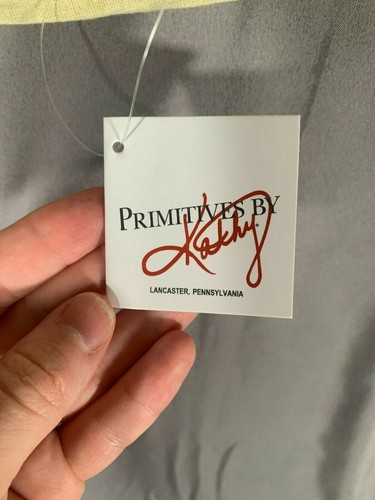 PRIMITIVES BY
Kathy
LANCASTER, PENNSYLVANIA